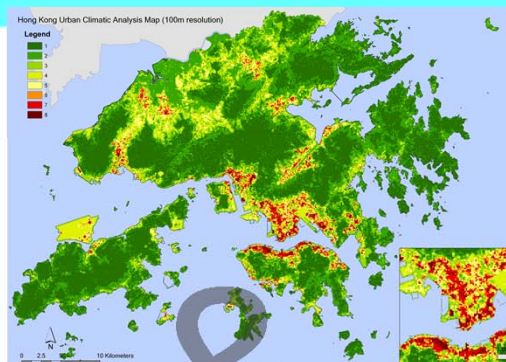 Hong Kong Urban Climatic Analysis Map (100m resolution)
Legend
1
2
3
4
5
6
7
8
N
0 2.5 5 10 Kilometers